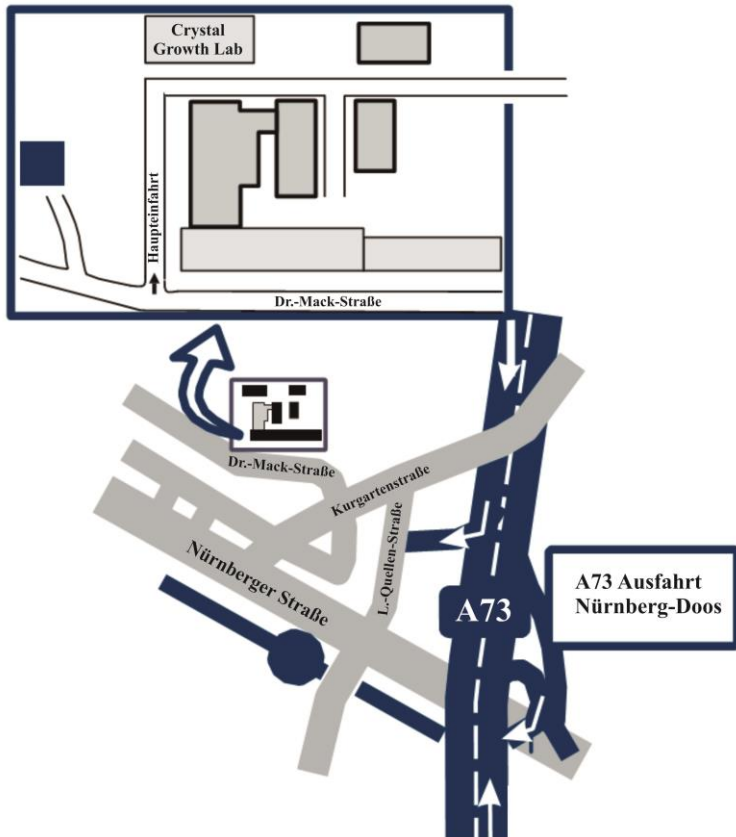 Crystal
Growth Lab
Haupteinfahrt
Dr.-Mack-Straße
Dr.-Mack-Straße
Kurgartenstraße
L.-Quellen-Straße
Nürnberger Straße
A73
A73 Ausfahrt
Nürnberg-Doos